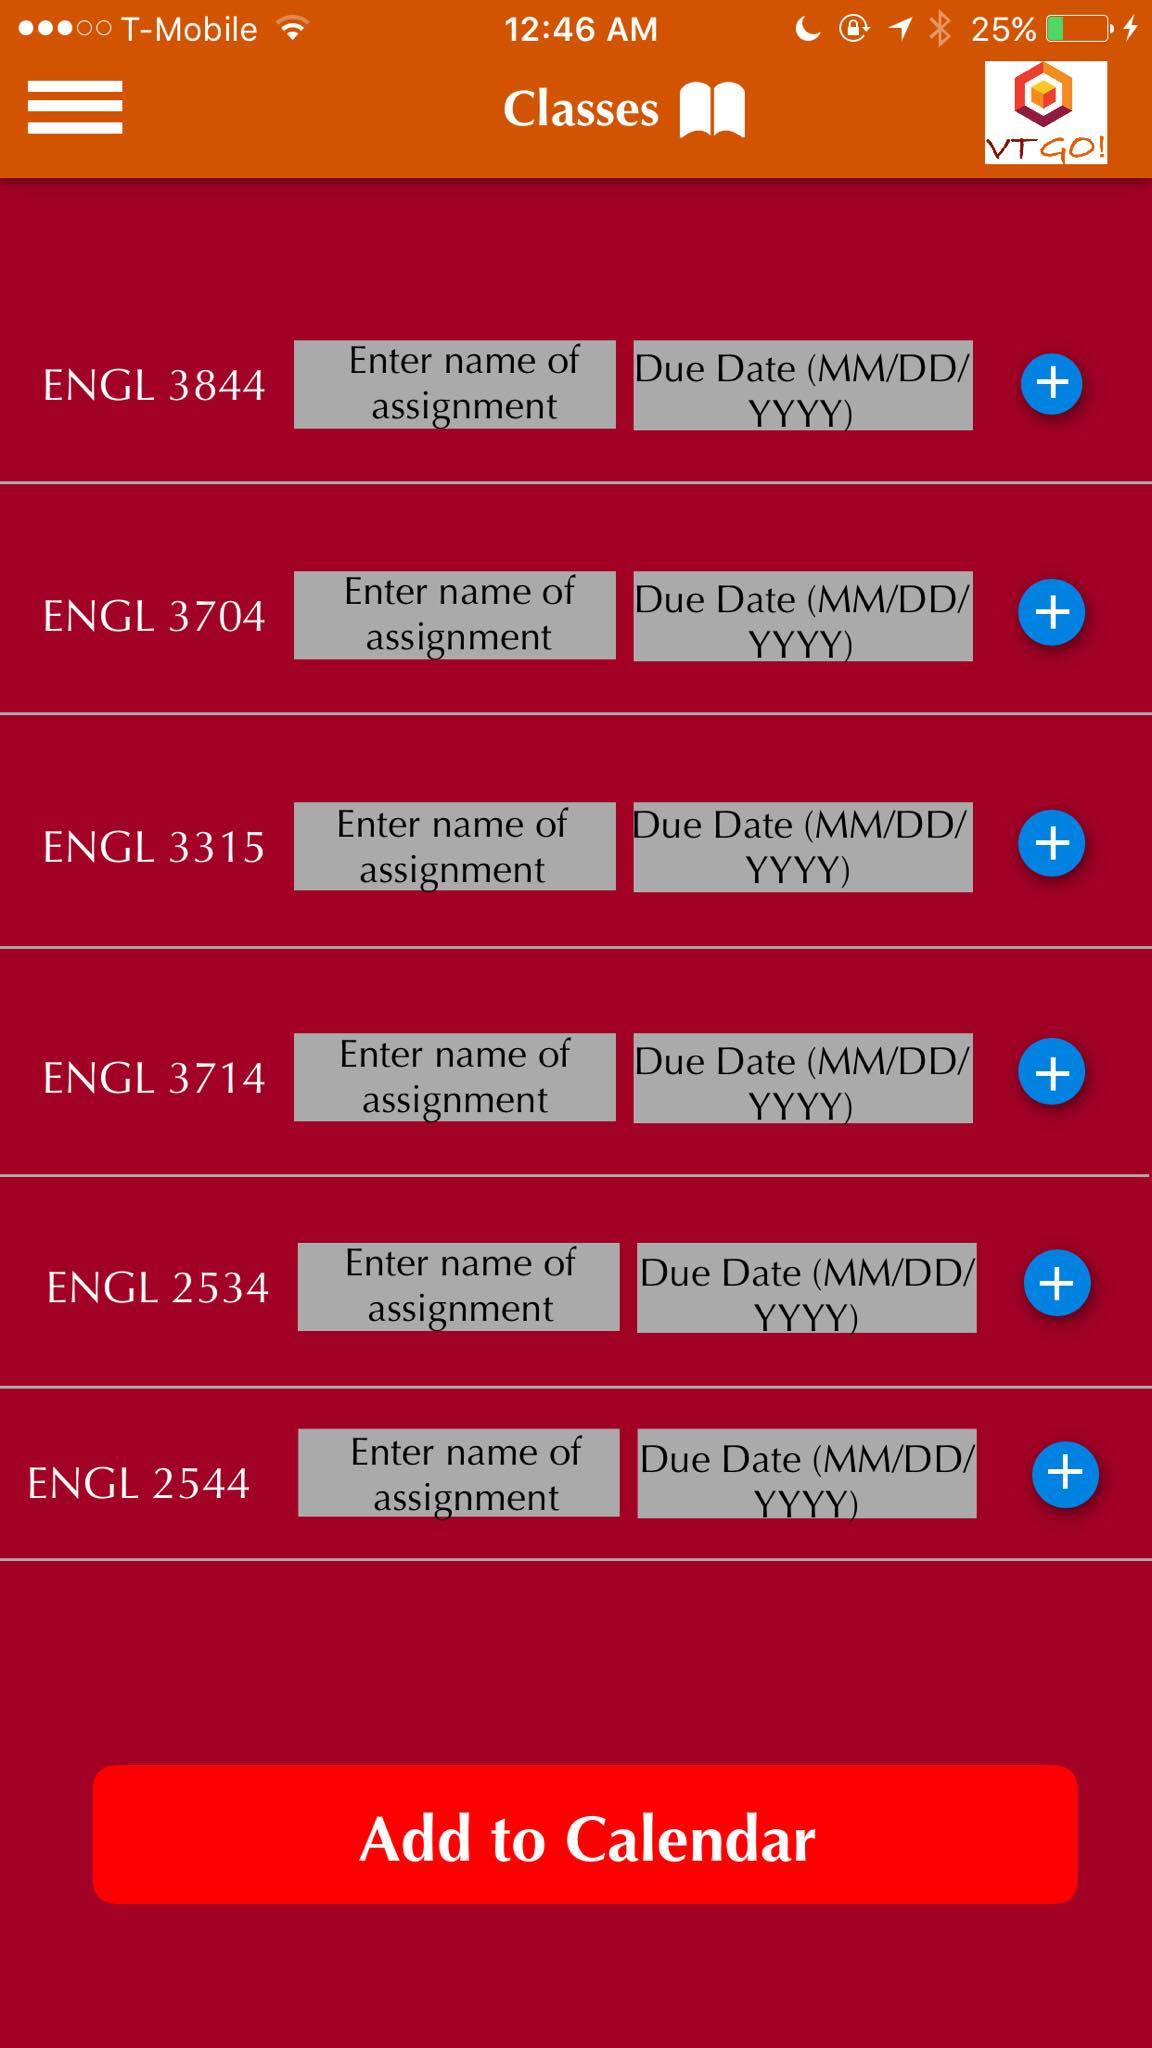 T-Mobile 12:46 AM 25%
Classes
VTGO!
ENGL 3844
Enter name of
assignment
Due Date (MM/DD/
YYYY)
+
ENGL 3704
Enter name of
assignment
Due Date (MM/DD/
YYYY)
+
ENGL 3315
Enter name of
assignment
Due Date (MM/DD/
YYYY)
+
ENGL 3714
Enter name of
assignment
Due Date (MM/DD/
YYYY)
+
ENGL 2534
Enter name of
assignment
Due Date (MM/DD/
YYYY)
+
ENGL 2544
Enter name of
assignment
Due Date (MM/DD/
YYYY)
+
Add to Calendar